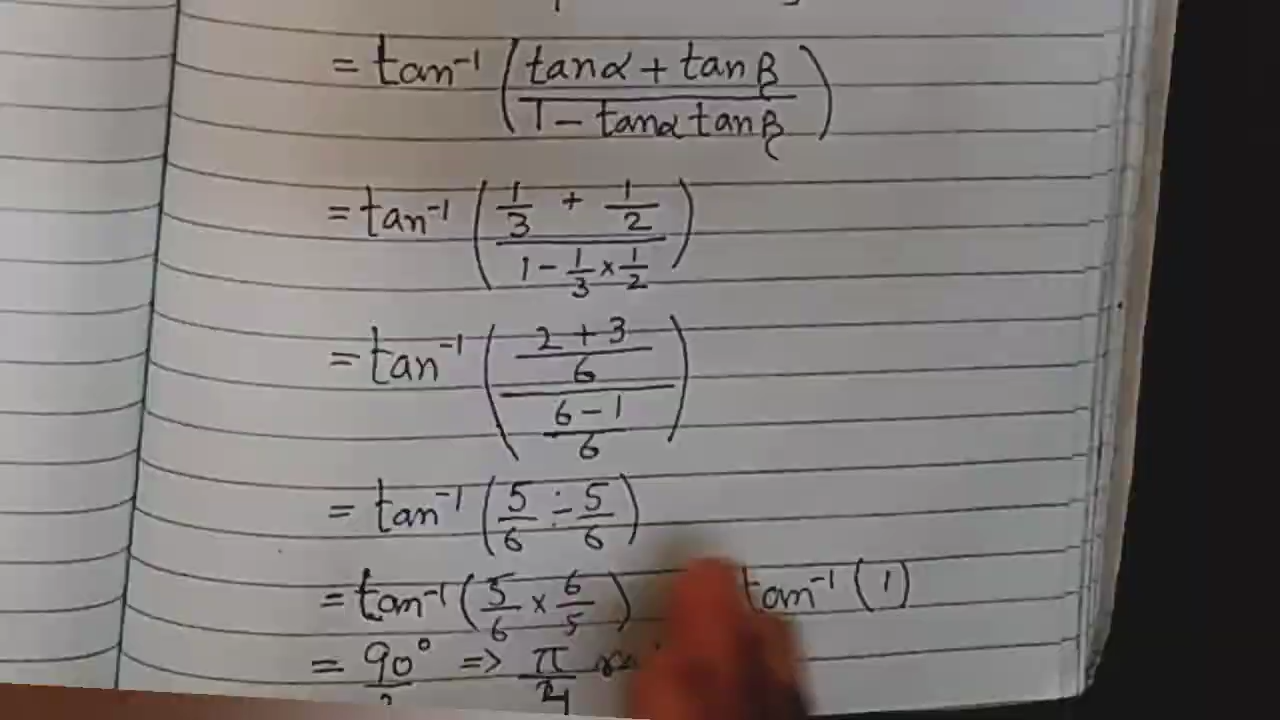 = tan⁻¹ ( (tanα + tanβ) / (1 − tanα tanβ) )
= tan⁻¹ ( (1/3 + 1/2) / (1 − 1/3 × 1/2) )
= tan⁻¹ ( ((2 + 3)/6) / ((6 − 1)/6) )
= tan⁻¹ ( 5/6 ÷ 5/6 )
= tan⁻¹ ( 5/6 × 6/5 ) tan⁻¹ (1)
= 90° / => π/4